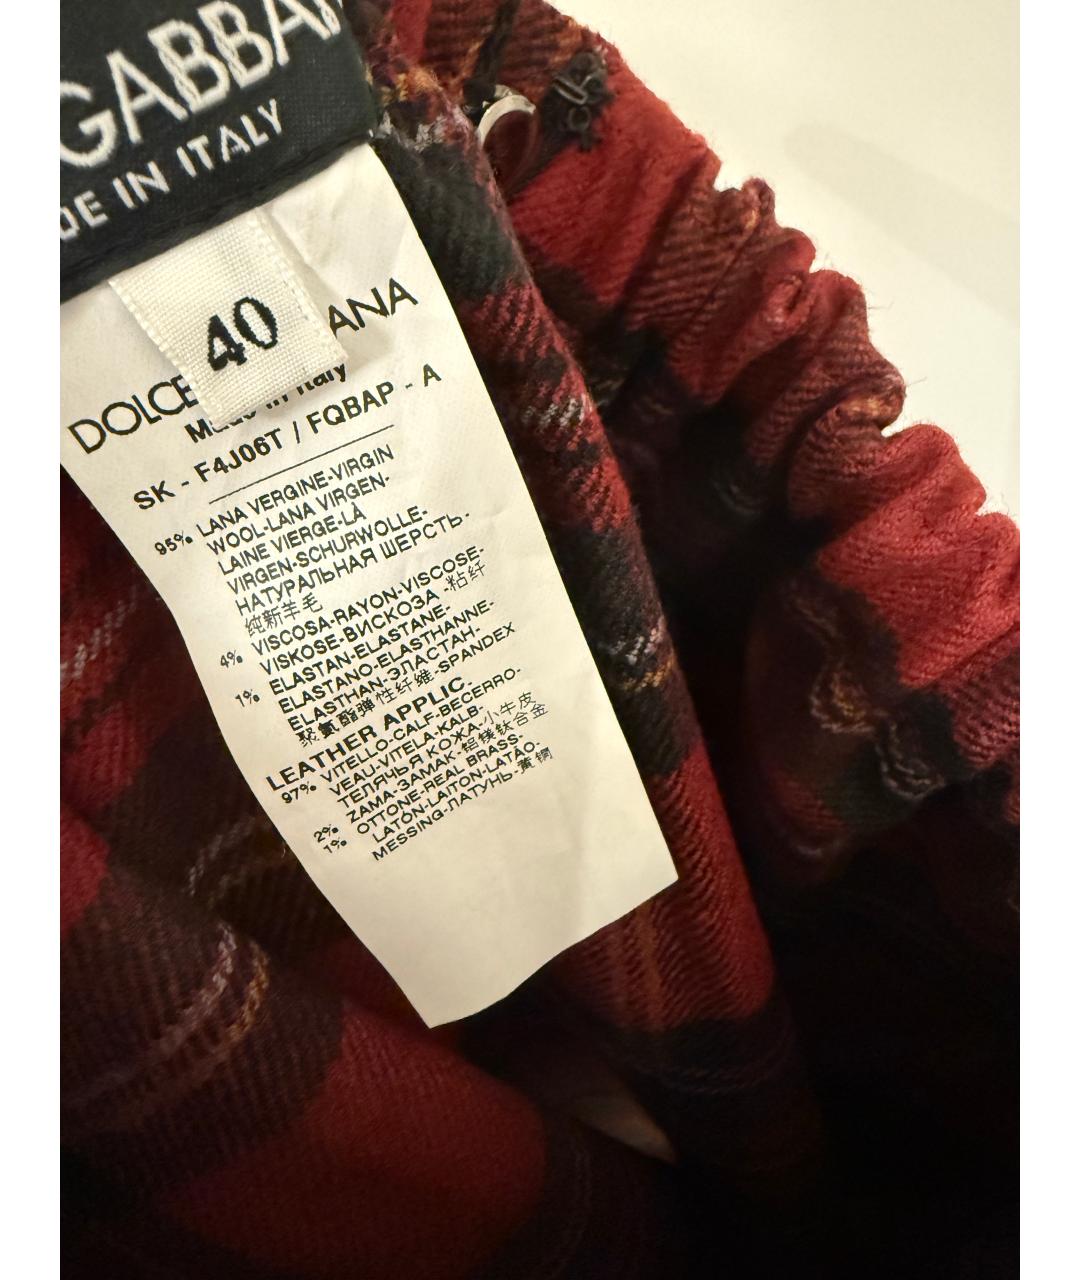 GABBA
MADE IN ITALY
40
DOLCE ANA
Made in Italy
SK - F4J06T / FQBAP - A
95% LANA VERGINE-VIRGIN
WOOL-LANA VIRGEN-
LAINE VIERGE-LÀ
VIRGEN-SCHURWOLLE-
НАТУРАЛЬНАЯ ШЕРСТЬ-
纯新羊毛
4% VISCOSA-RAYON-VISCOSE-
VISKOSE-ВИСКОЗА -粘纤
1% ELASTAN-ELASTANE-
ELASTANO-ELASTHANNE-
ELASTHAN-ЭЛАСТАН-
聚氨酯弹性纤维-SPANDEX
LEATHER APPLIC.
97% VITELLO-CALF-BECERRO-
VEAU-VITELA-KALB-
ТЕЛЯЧЬЯ КОЖА-小牛皮
2% ZAMA-ZAMAK-铝镁钛合金
1% OTTONE-REAL BRASS-
LATÓN-LAITON-LATÃO-
MESSING-ЛАТУНЬ-黄铜